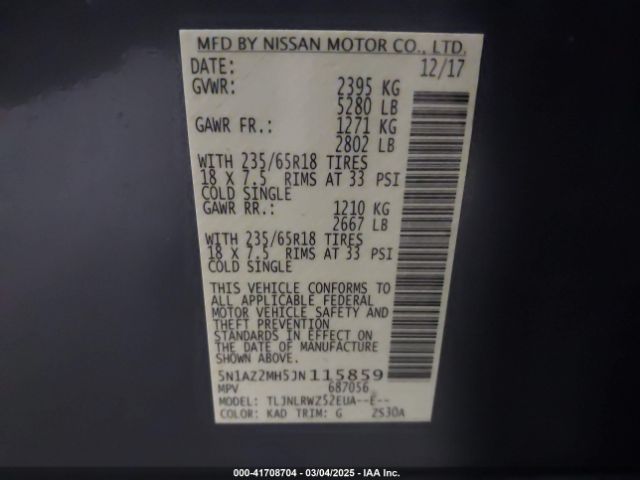 MFD BY NISSAN MOTOR CO., LTD.
DATE: 12/17
GVWR: 2395 KG
5280 LB
GAWR FR.: 1271 KG
2802 LB
WITH 235/65R18 TIRES
18 X 7.5 RIMS AT 33 PSI
COLD SINGLE
GAWR RR.: 1210 KG
2667 LB
WITH 235/65R18 TIRES
18 X 7.5 RIMS AT 33 PSI
COLD SINGLE
THIS VEHICLE CONFORMS TO
ALL APPLICABLE FEDERAL
MOTOR VEHICLE SAFETY AND
THEFT PREVENTION
STANDARDS IN EFFECT ON
THE DATE OF MANUFACTURE
SHOWN ABOVE.
5N1AZ2MH5JN115859
MPV 687056
MODEL: TLJNLRWZ52EUA--E--
COLOR: KAD TRIM: G ZS30A
000-41708704 - 03/04/2025 - IAA Inc.